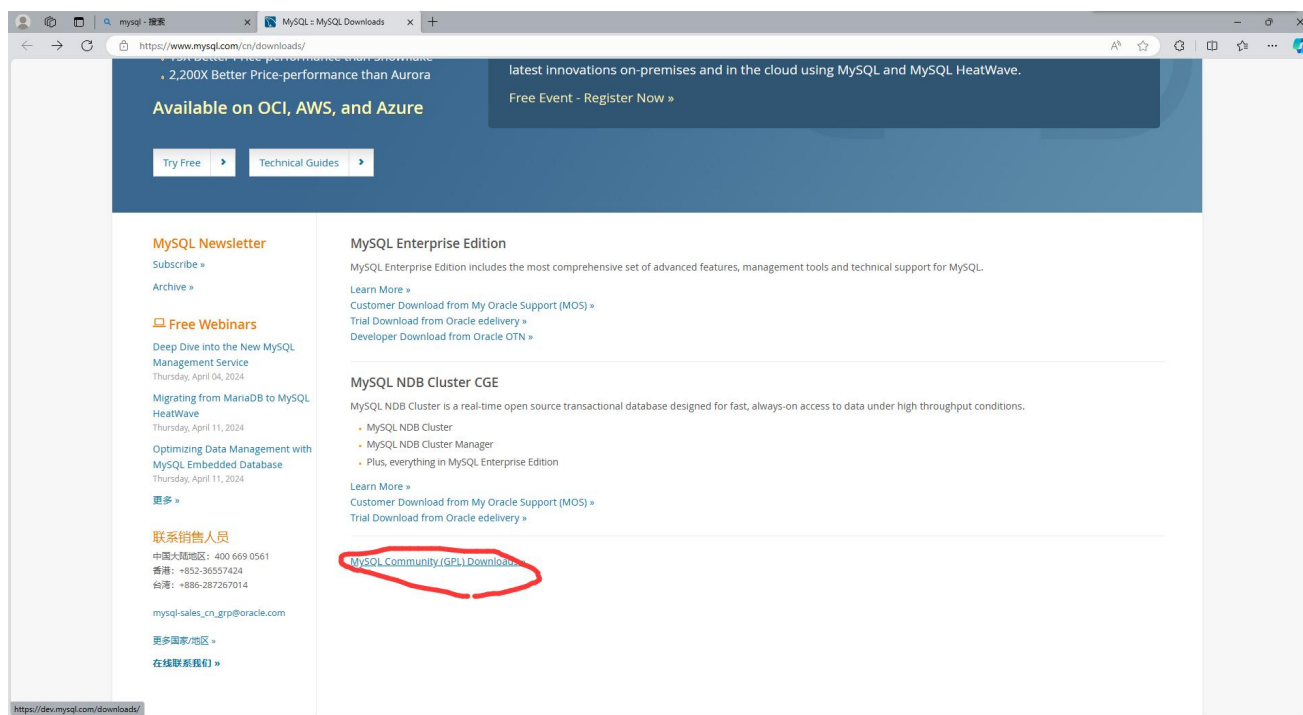 mysql - 搜索
MySQL :: MySQL Downloads
https://www.mysql.com/cn/downloads/
2,200X Better Price-performance than Aurora
Available on OCI, AWS, and Azure
Try Free
Technical Guides
latest innovations on-premises and in the cloud using MySQL and MySQL HeatWave.
Free Event - Register Now »
MySQL Newsletter
Subscribe »
Archive »
Free Webinars
Deep Dive into the New MySQL
Management Service
Thursday, April 04, 2024
Migrating from MariaDB to MySQL
HeatWave
Thursday, April 11, 2024
Optimizing Data Management with
MySQL Embedded Database
Thursday, April 11, 2024
更多 »
联系销售人员
中国大陆地区: 400 669 0561
香港: +852-36557424
台湾: +886-287267014
mysql-sales_cn_grp@oracle.com
更多国家/地区 »
在线联系我们 »
MySQL Enterprise Edition
MySQL Enterprise Edition includes the most comprehensive set of advanced features, management tools and technical support for MySQL.
Learn More »
Customer Download from My Oracle Support (MOS) »
Trial Download from Oracle edelivery »
Developer Download from Oracle OTN »
MySQL NDB Cluster CGE
MySQL NDB Cluster is a real-time open source transactional database designed for fast, always-on access to data under high throughput conditions.
MySQL NDB Cluster
MySQL NDB Cluster Manager
Plus, everything in MySQL Enterprise Edition
Learn More »
Customer Download from My Oracle Support (MOS) »
Trial Download from Oracle edelivery »
MySQL Community (GPL) Downloads »
https://dev.mysql.com/downloads/